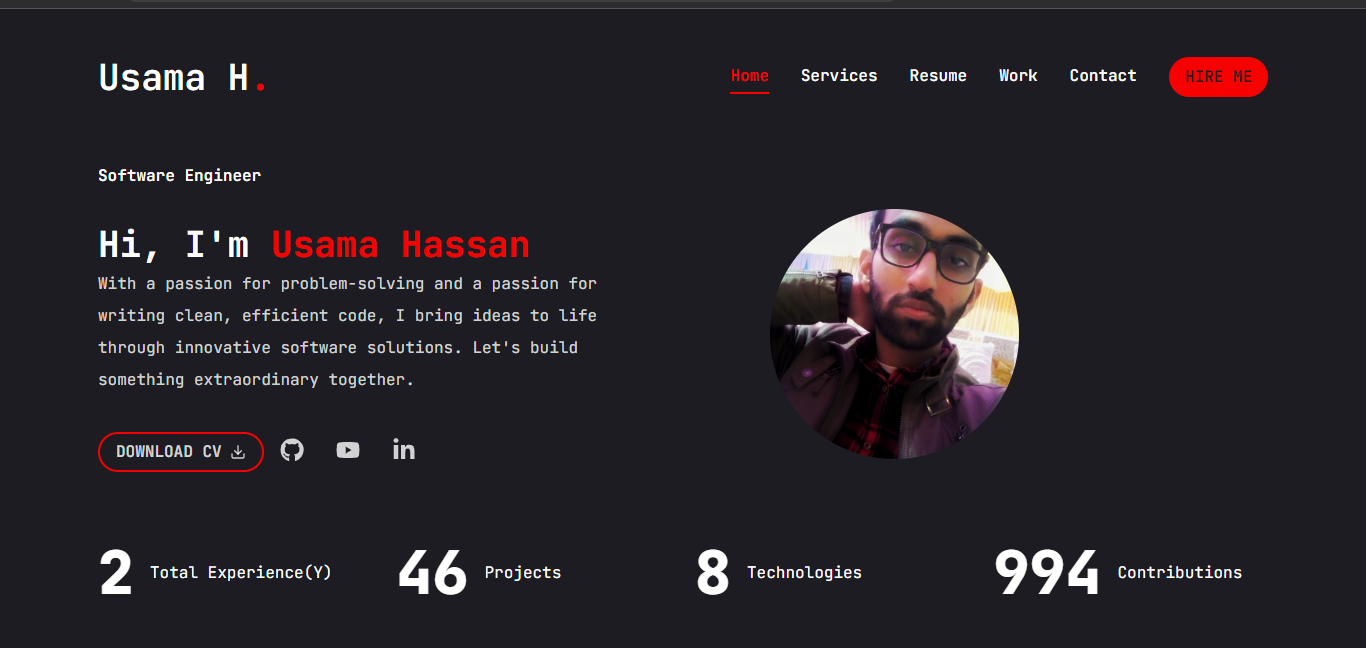 Usama H.
Home Services Resume Work Contact HIRE ME
Software Engineer
Hi, I'm Usama Hassan
With a passion for problem-solving and a passion for
writing clean, efficient code, I bring ideas to life
through innovative software solutions. Let's build
something extraordinary together.
DOWNLOAD CV
2 Total Experience(Y) 46 Projects 8 Technologies 994 Contributions